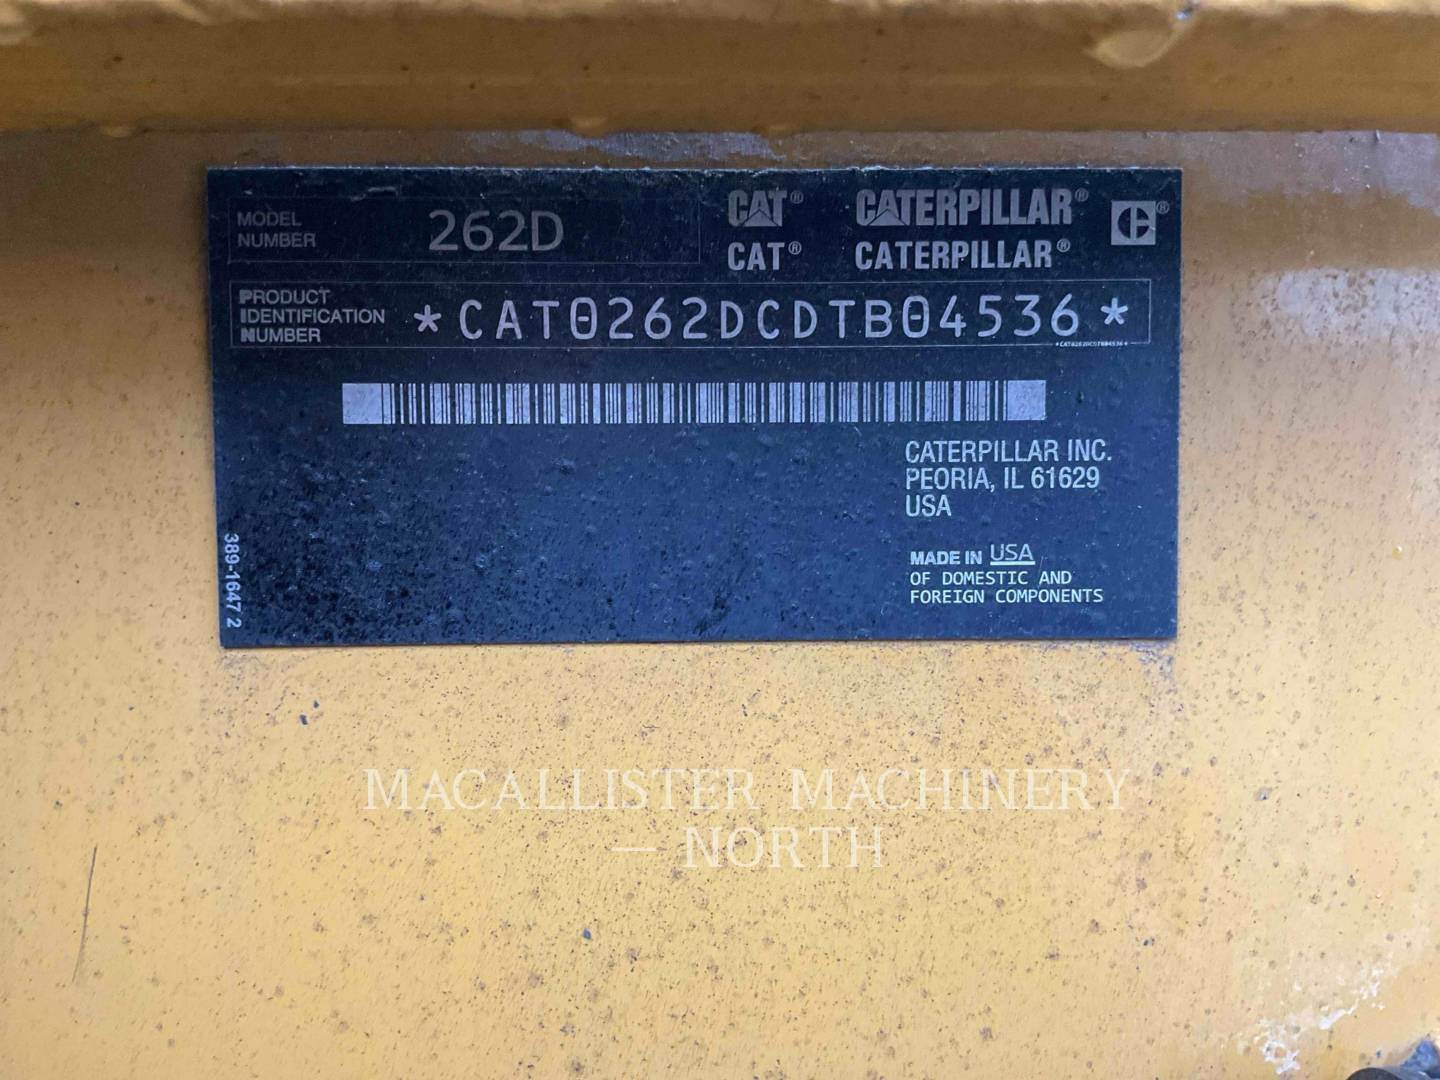 MODEL NUMBER 262D
CAT® CATERPILLAR®
CAT® CATERPILLAR®
PRODUCT IDENTIFICATION NUMBER *CAT0262DCDTB04536*
*CAT0262DCDTB04536*
CATERPILLAR INC.
PEORIA, IL 61629
USA
MADE IN USA
OF DOMESTIC AND
FOREIGN COMPONENTS
389-1647 2
MACALLISTER MACHINERY
— NORTH